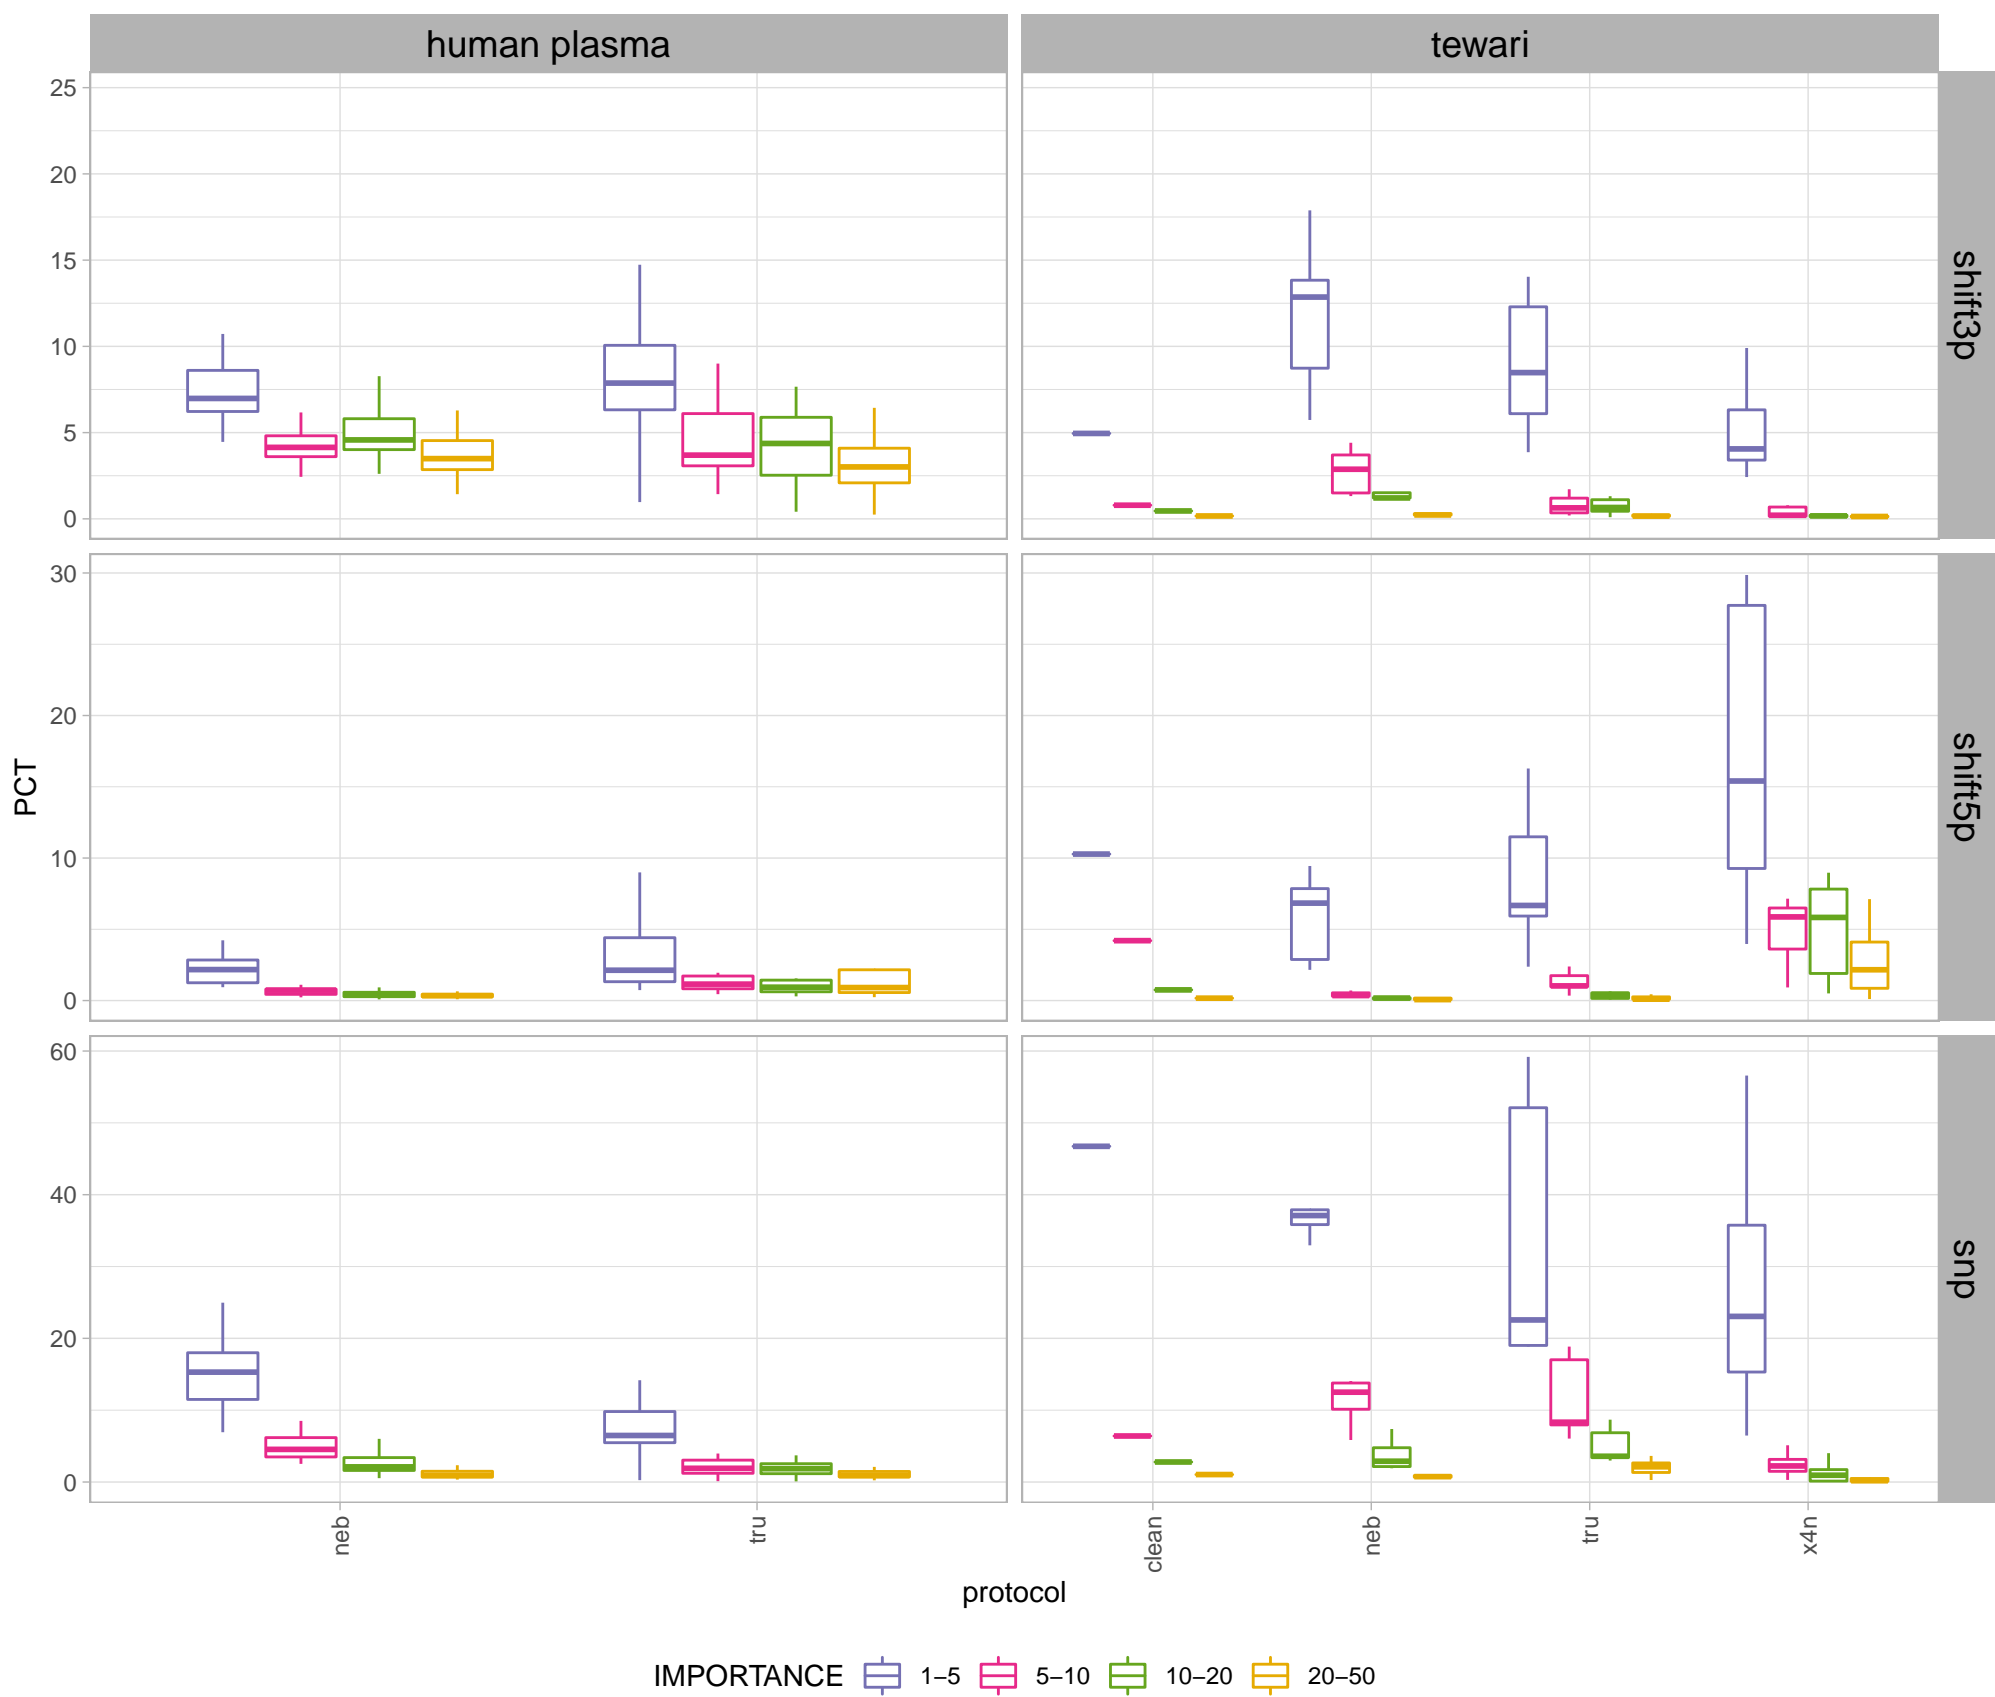 human plasma
tewari
25
20
15
10
5
0
shift3p
30
20
10
0
shift5p
60
40
20
0
snp
PCT
neb
tru
clean
neb
tru
x4n
protocol
IMPORTANCE 1–5 5–10 10–20 20–50